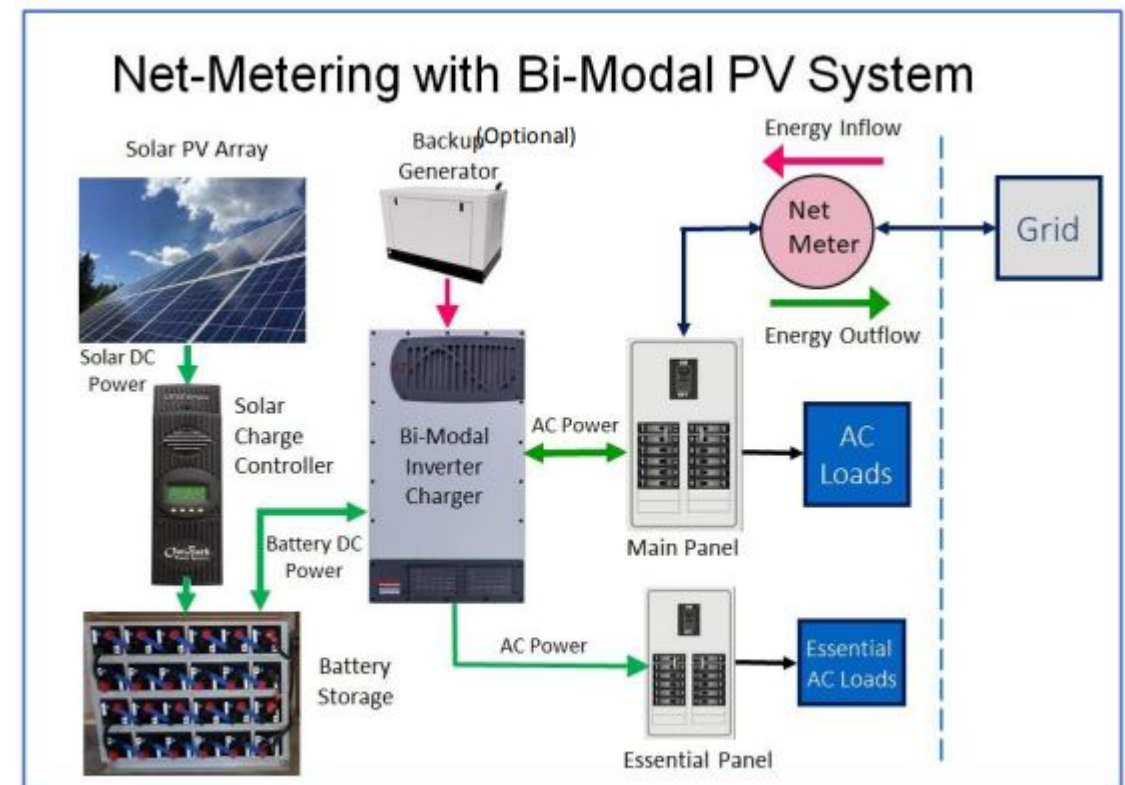 Net-Metering with Bi-Modal PV System
Solar PV Array
Backup
(Optional)
Generator
Energy Inflow
Net
Meter
Grid
Energy Outflow
Solar DC
Power
Solar
Charge
Controller
Bi-Modal
Inverter
Charger
AC Power
AC
Loads
Main Panel
Battery DC
Power
AC Power
Essential
AC Loads
Battery
Storage
Essential Panel